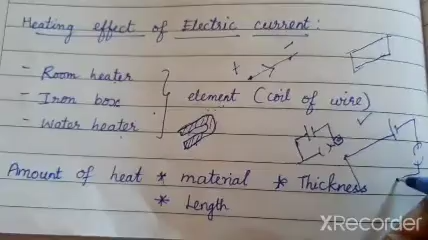 Heating effect of Electric current:
- Room heater
- Iron box
- Water heater
element (coil of wire)
Amount of heat * material * Thickness
* Length
XRecorder